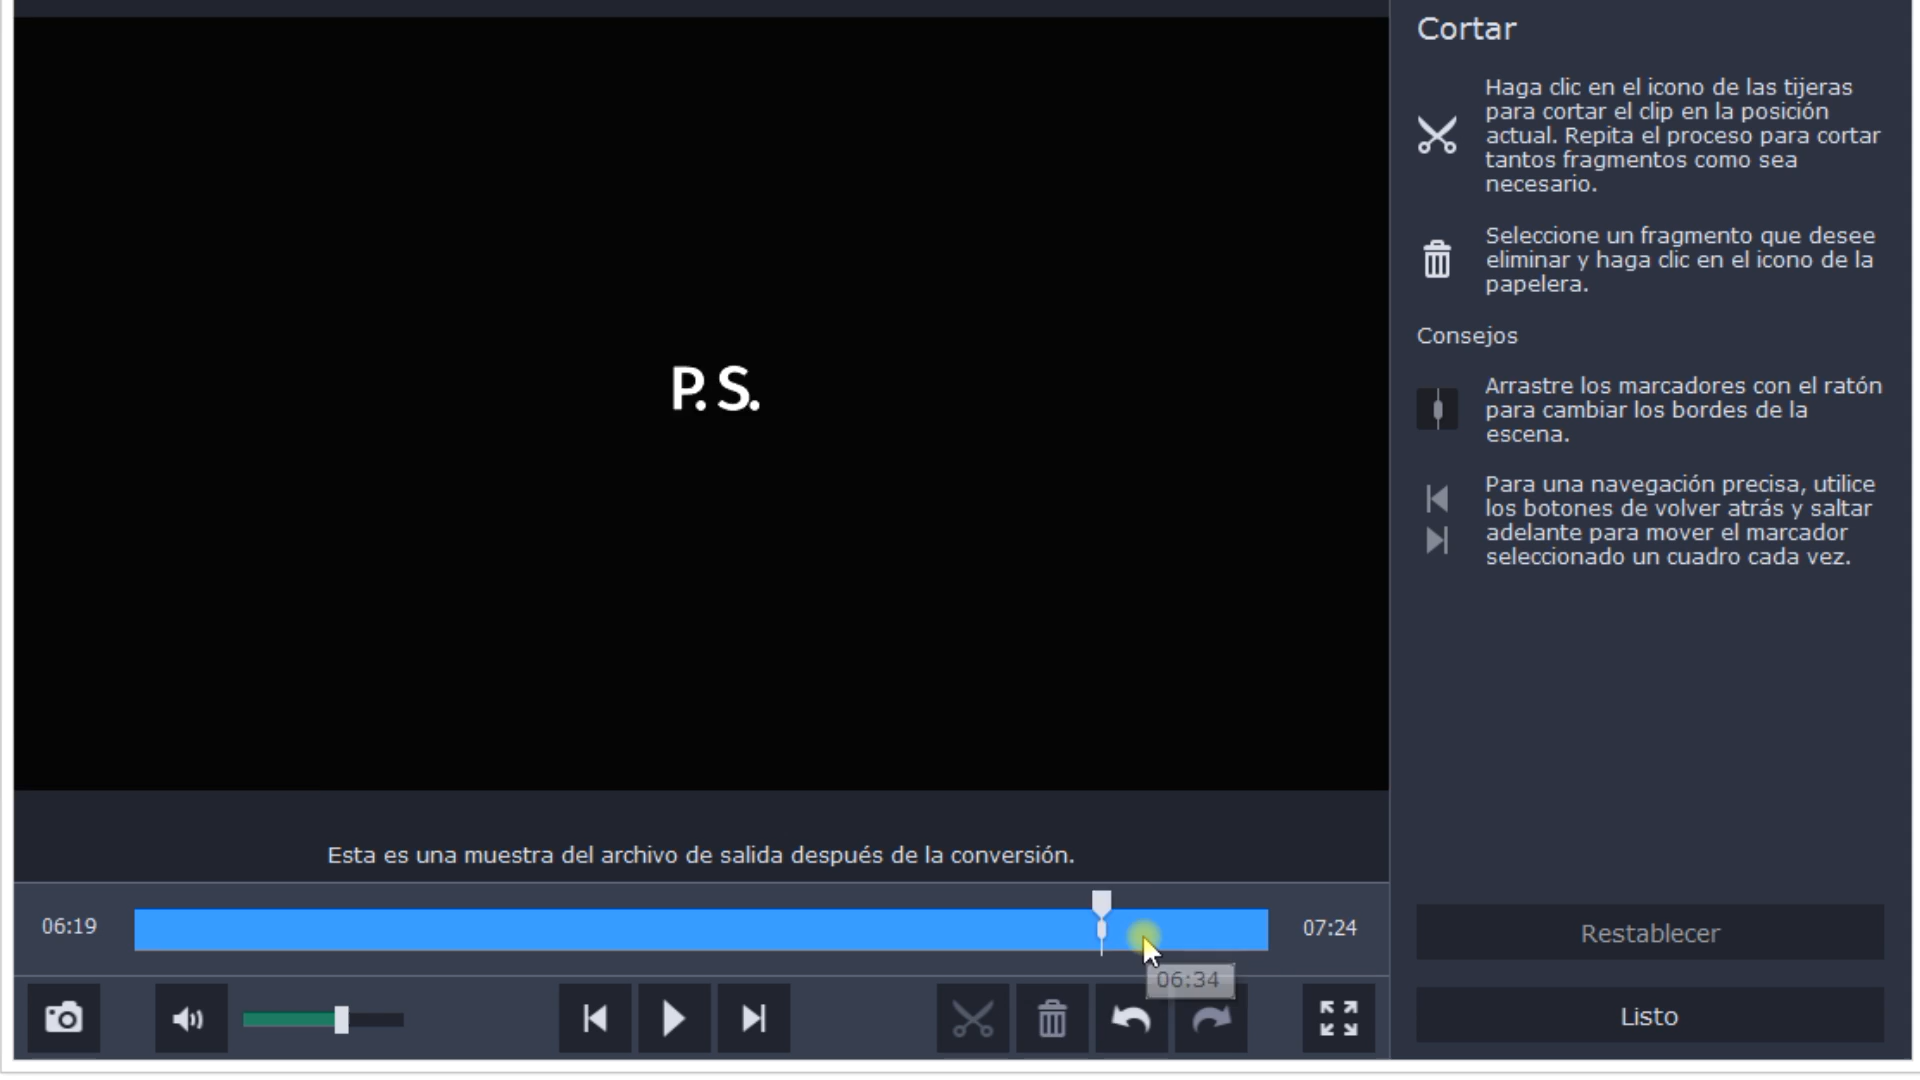 P. S.
Esta es una muestra del archivo de salida después de la conversión.
06:19
07:24
06:34
Cortar
Haga clic en el icono de las tijeras
para cortar el clip en la posición
actual. Repita el proceso para cortar
tantos fragmentos como sea
necesario.
Seleccione un fragmento que desee
eliminar y haga clic en el icono de la
papelera.
Consejos
Arrastre los marcadores con el ratón
para cambiar los bordes de la
escena.
Para una navegación precisa, utilice
los botones de volver atrás y saltar
adelante para mover el marcador
seleccionado un cuadro cada vez.
Restablecer
Listo